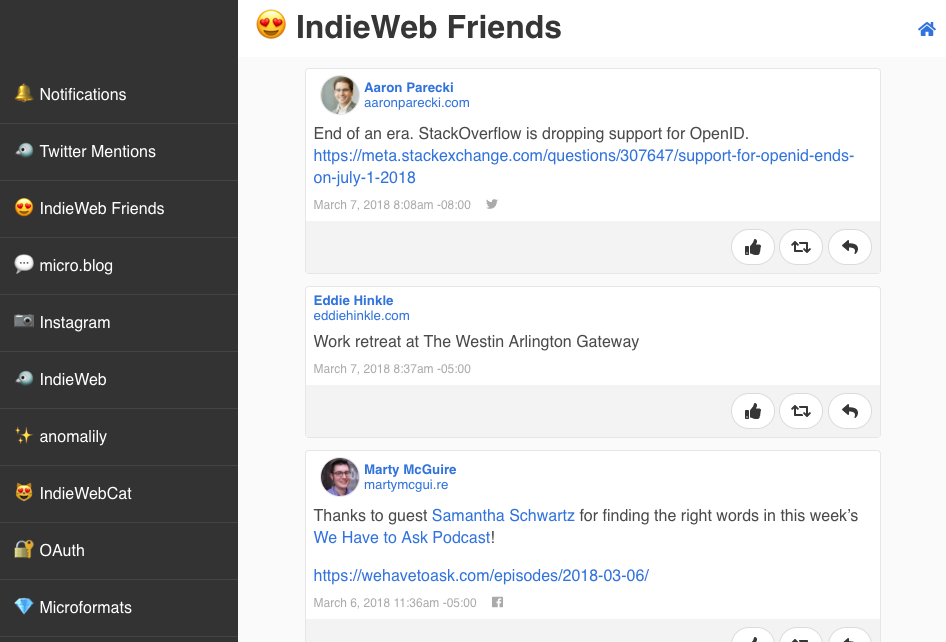 😍 IndieWeb Friends
🔔 Notifications
🐦 Twitter Mentions
😍 IndieWeb Friends
💬 micro.blog
📷 Instagram
🐦 IndieWeb
✨ anomalily
😻 IndieWebCat
🔐 OAuth
💎 Microformats
Aaron Parecki
aaronparecki.com
End of an era. StackOverflow is dropping support for OpenID.
https://meta.stackexchange.com/questions/307647/support-for-openid-ends-
on-july-1-2018
March 7, 2018 8:08am -08:00
Eddie Hinkle
eddiehinkle.com
Work retreat at The Westin Arlington Gateway
March 7, 2018 8:37am -05:00
Marty McGuire
martymcgui.re
Thanks to guest Samantha Schwartz for finding the right words in this week’s
We Have to Ask Podcast!
https://wehavetoask.com/episodes/2018-03-06/
March 6, 2018 11:36am -05:00